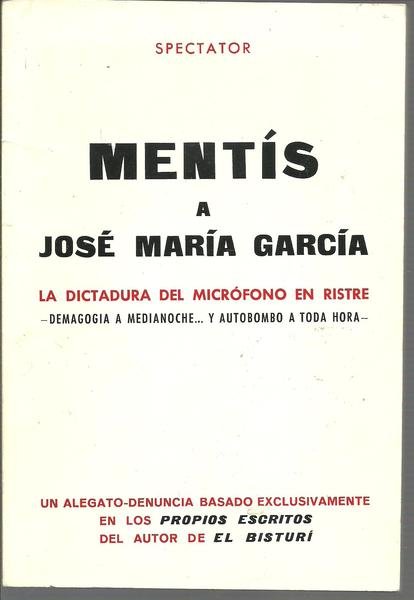 SPECTATOR
MENTÍS
A
JOSÉ MARÍA GARCÍA
LA DICTADURA DEL MICRÓFONO EN RISTRE
—DEMAGOGIA A MEDIANOCHE... Y AUTOBOMBO A TODA HORA—
UN ALEGATO-DENUNCIA BASADO EXCLUSIVAMENTE
EN LOS PROPIOS ESCRITOS
DEL AUTOR DE EL BISTURÍ